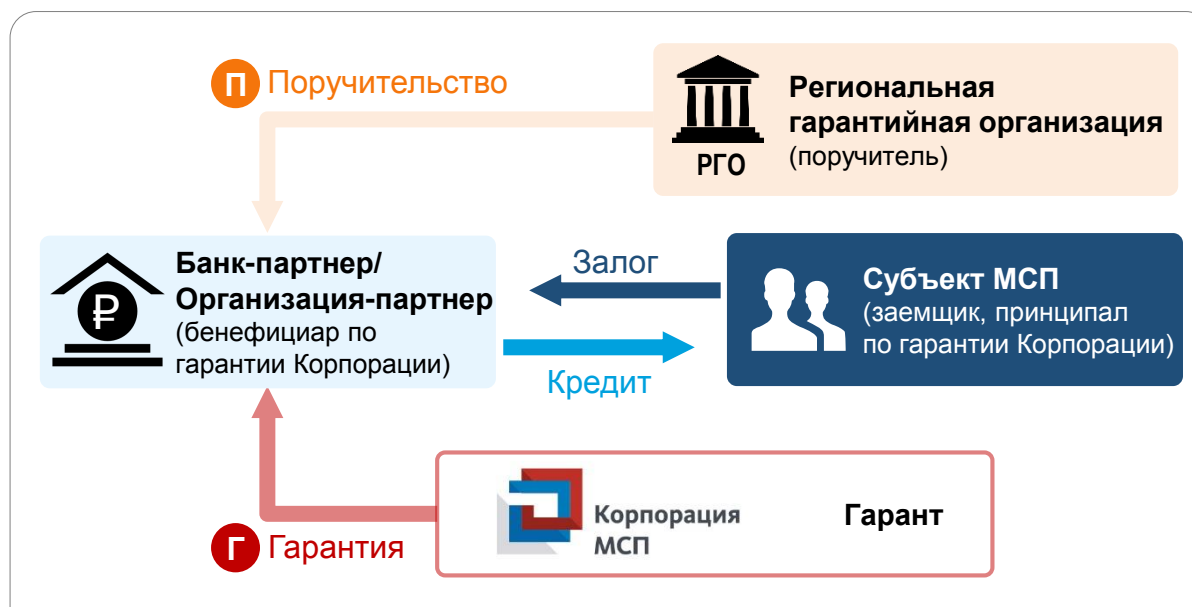 П Поручительство
Региональная
гарантийная организация
(поручитель)
РГО
Банк-партнер/
Организация-партнер
(бенефициар по
гарантии Корпорации)
₽
Залог
Кредит
Субъект МСП
(заемщик, принципал
по гарантии Корпорации)
Корпорация
МСП
Гарант
Г Гарантия